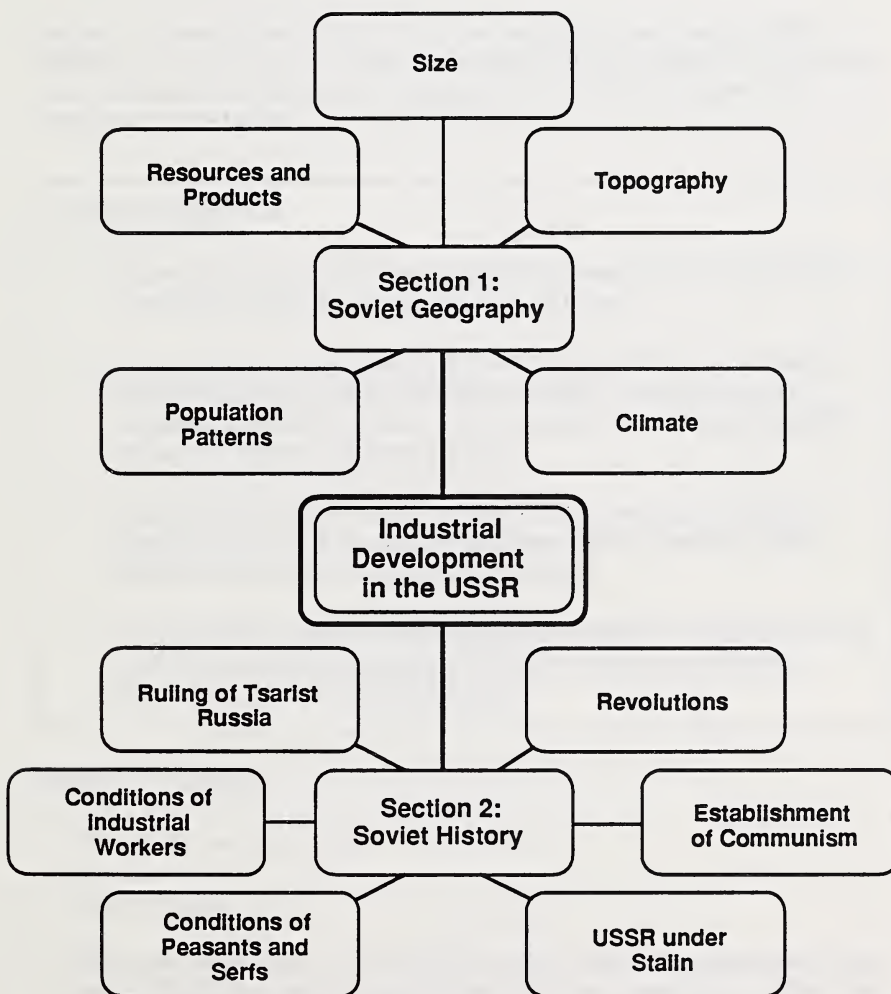 Size
Resources and
Products
Topography
Section 1:
Soviet Geography
Population
Patterns
Climate
Industrial
Development
in the USSR
Ruling of Tsarist
Russia
Revolutions
Conditions of
Industrial
Workers
Section 2:
Soviet History
Establishment
of Communism
Conditions of
Peasants and
Serfs
USSR under
Stalin